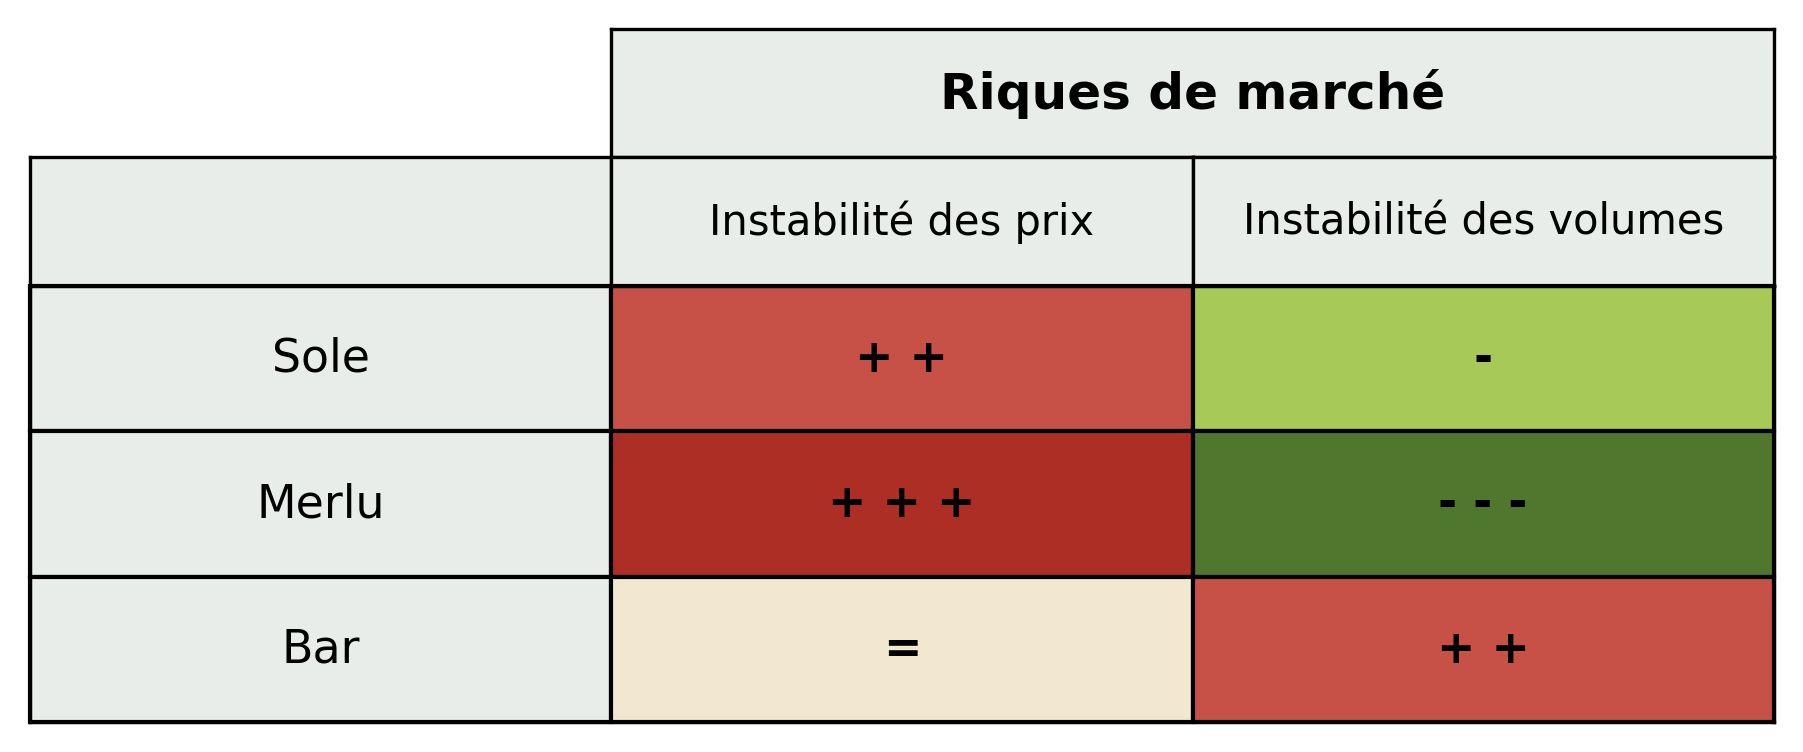 Riques de marché
Instabilité des prix Instabilité des volumes
Sole + + -
Merlu + + + - - -
Bar = + +